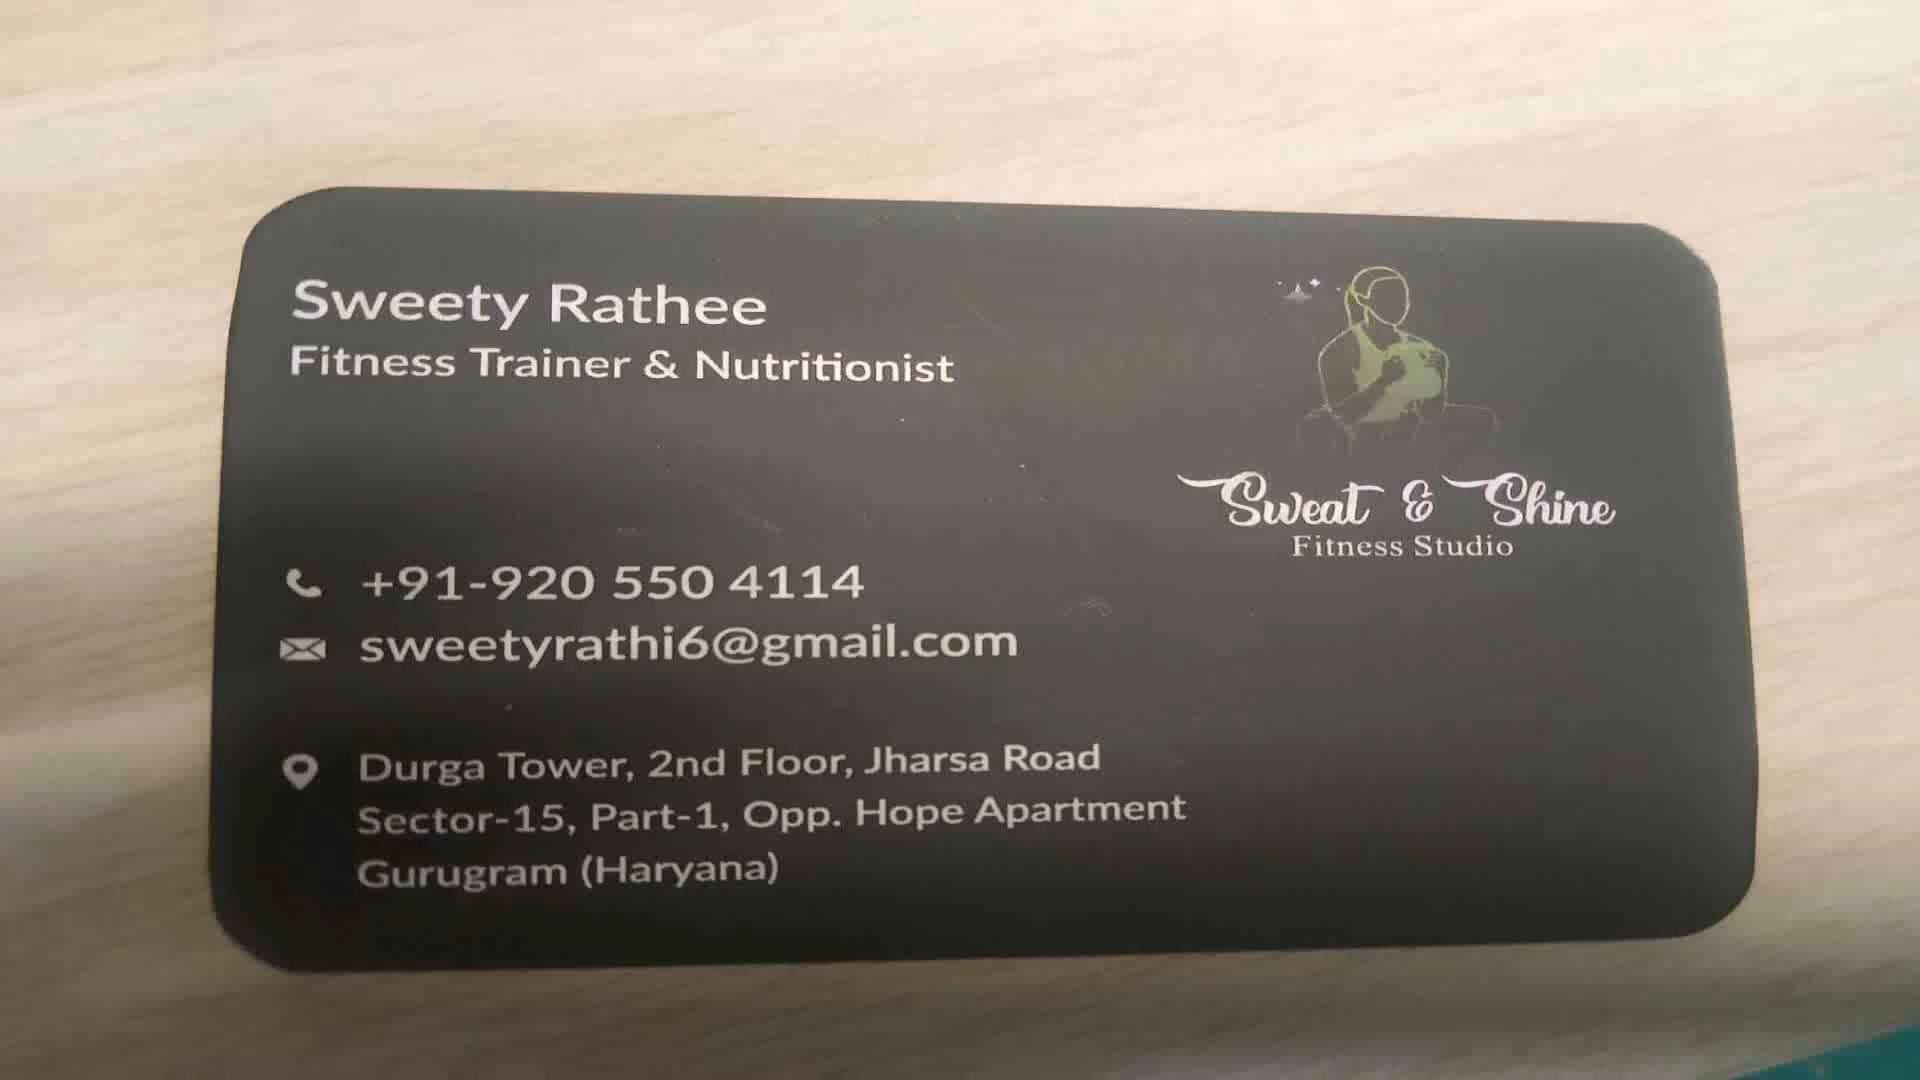 Sweety Rathee
Fitness Trainer & Nutritionist
Sweat & Shine
Fitness Studio
+91-920 550 4114
sweetyrathi6@gmail.com
Durga Tower, 2nd Floor, Jharsa Road
Sector-15, Part-1, Opp. Hope Apartment
Gurugram (Haryana)